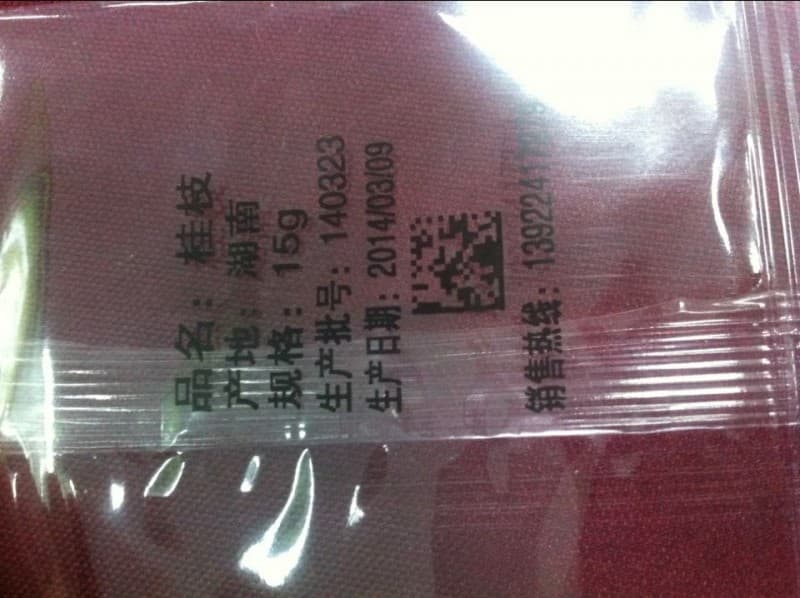 品名：桂枝
产地：湖南
规格：15g
生产批号：140323
生产日期：2014/03/09
销售热线：